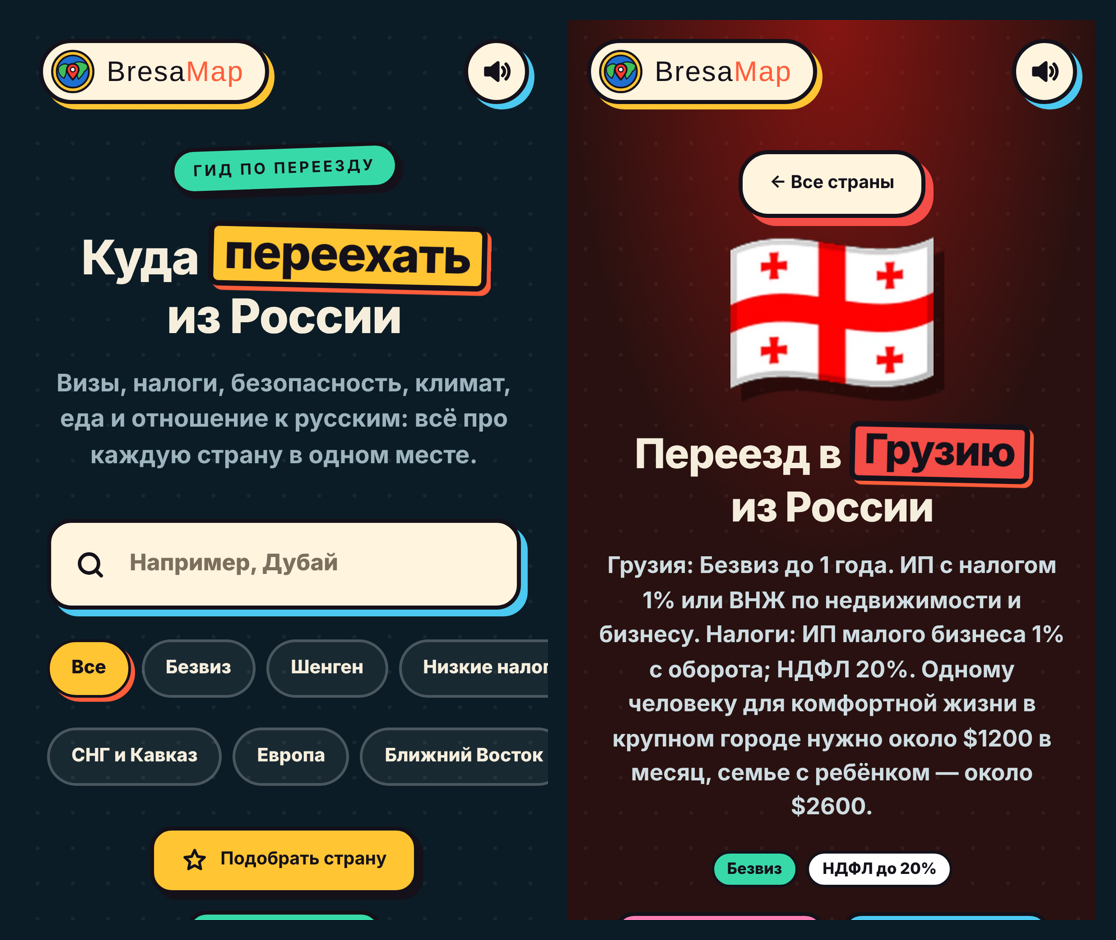 BresaMap
ГИД ПО ПЕРЕЕЗДУ
Куда переехать
из России
Визы, налоги, безопасность, климат,
еда и отношение к русским: всё про
каждую страну в одном месте.
Например, Дубай
Все
Безвиз
Шенген
Низкие налог
СНГ и Кавказ
Европа
Ближний Восток
Подобрать страну
BresaMap
← Все страны
Переезд в Грузию
из России
Грузия: Безвиз до 1 года. ИП с налогом
1% или ВНЖ по недвижимости и
бизнесу. Налоги: ИП малого бизнеса 1%
с оборота; НДФЛ 20%. Одному
человеку для комфортной жизни в
крупном городе нужно около $1200 в
месяц, семье с ребёнком — около
$2600.
Безвиз
НДФЛ до 20%